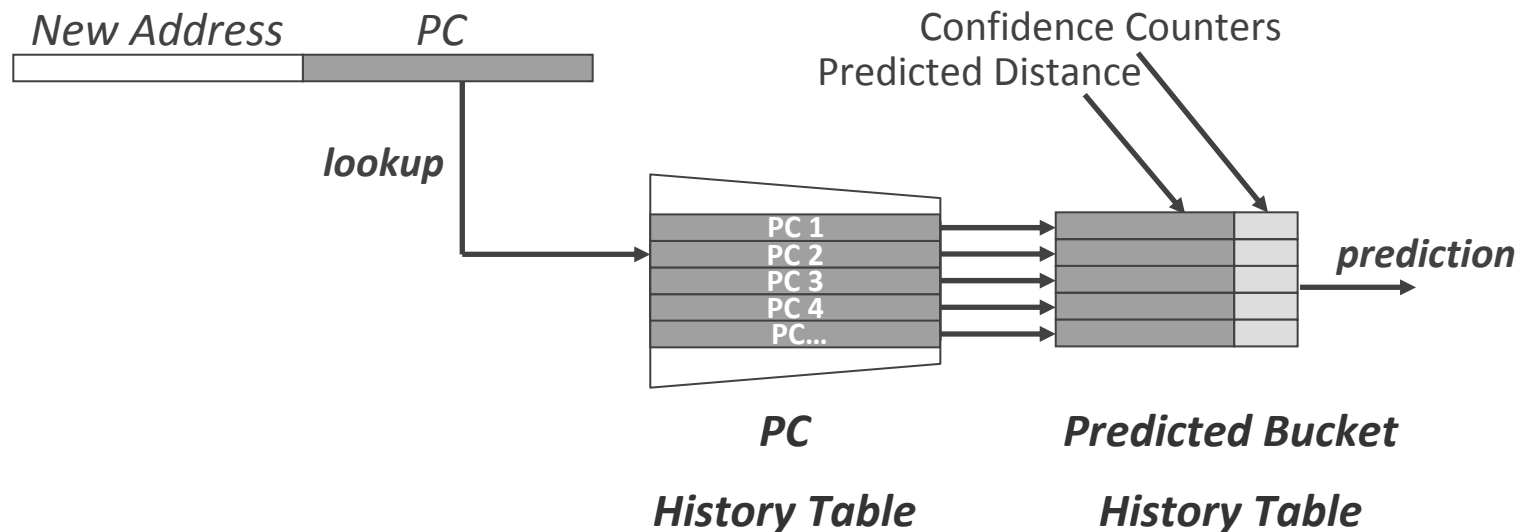 New Address PC
Confidence Counters
Predicted Distance
lookup
PC 1
PC 2
PC 3
PC 4
PC...
prediction
PC
History Table
Predicted Bucket
History Table